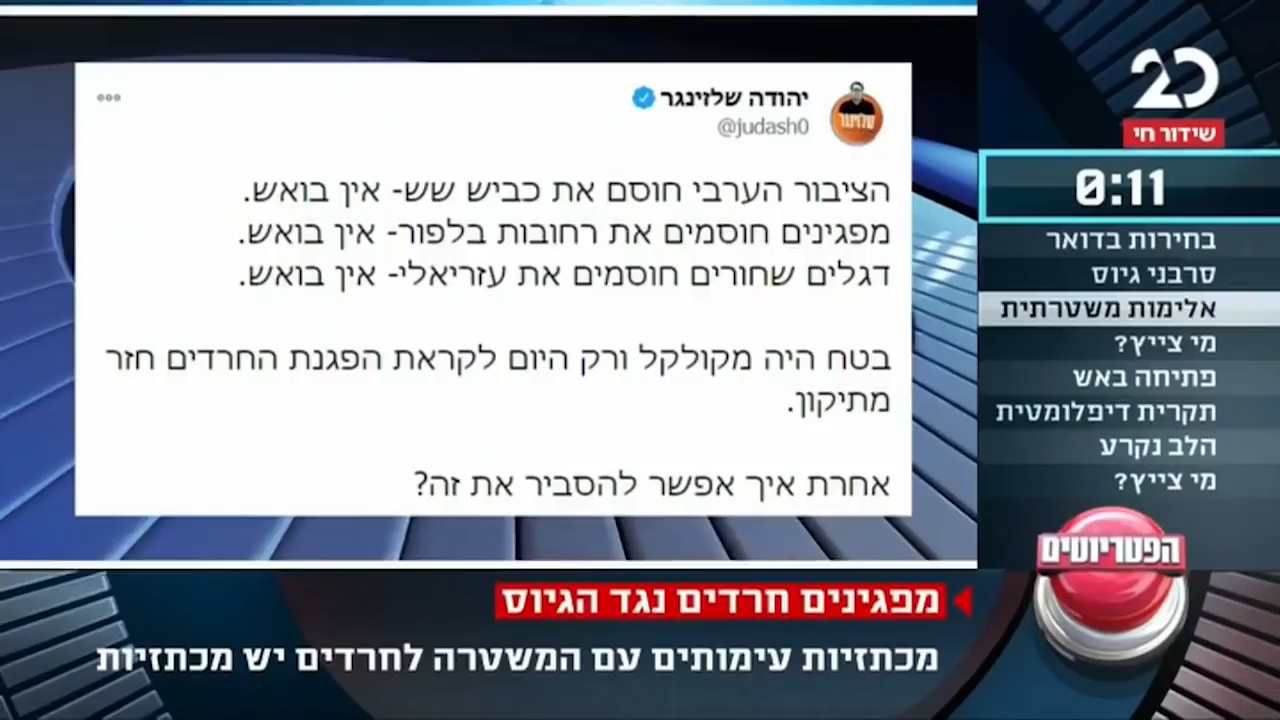 יהודה שלזינגר
@judash0
שלזינגר
הציבור הערבי חוסם את כביש שש- אין בואש.
מפגינים חוסמים את רחובות בלפור- אין בואש.
דגלים שחורים חוסמים את עזריאלי- אין בואש.
בטח היה מקולקל ורק היום לקראת הפגנת החרדים חזר
מתיקון.
אחרת איך אפשר להסביר את זה?
20
שידור חי
0:11
בחירות בדואר
סרבני גיוס
אלימות משטרתית
מי צייץ?
פתיחה באש
תקרית דיפלומטית
הלב נקרע
מי צייץ?
הפטריוטים
מפגינים חרדים נגד הגיוס
מכתזיות עימותים עם המשטרה לחרדים יש מכתזיות